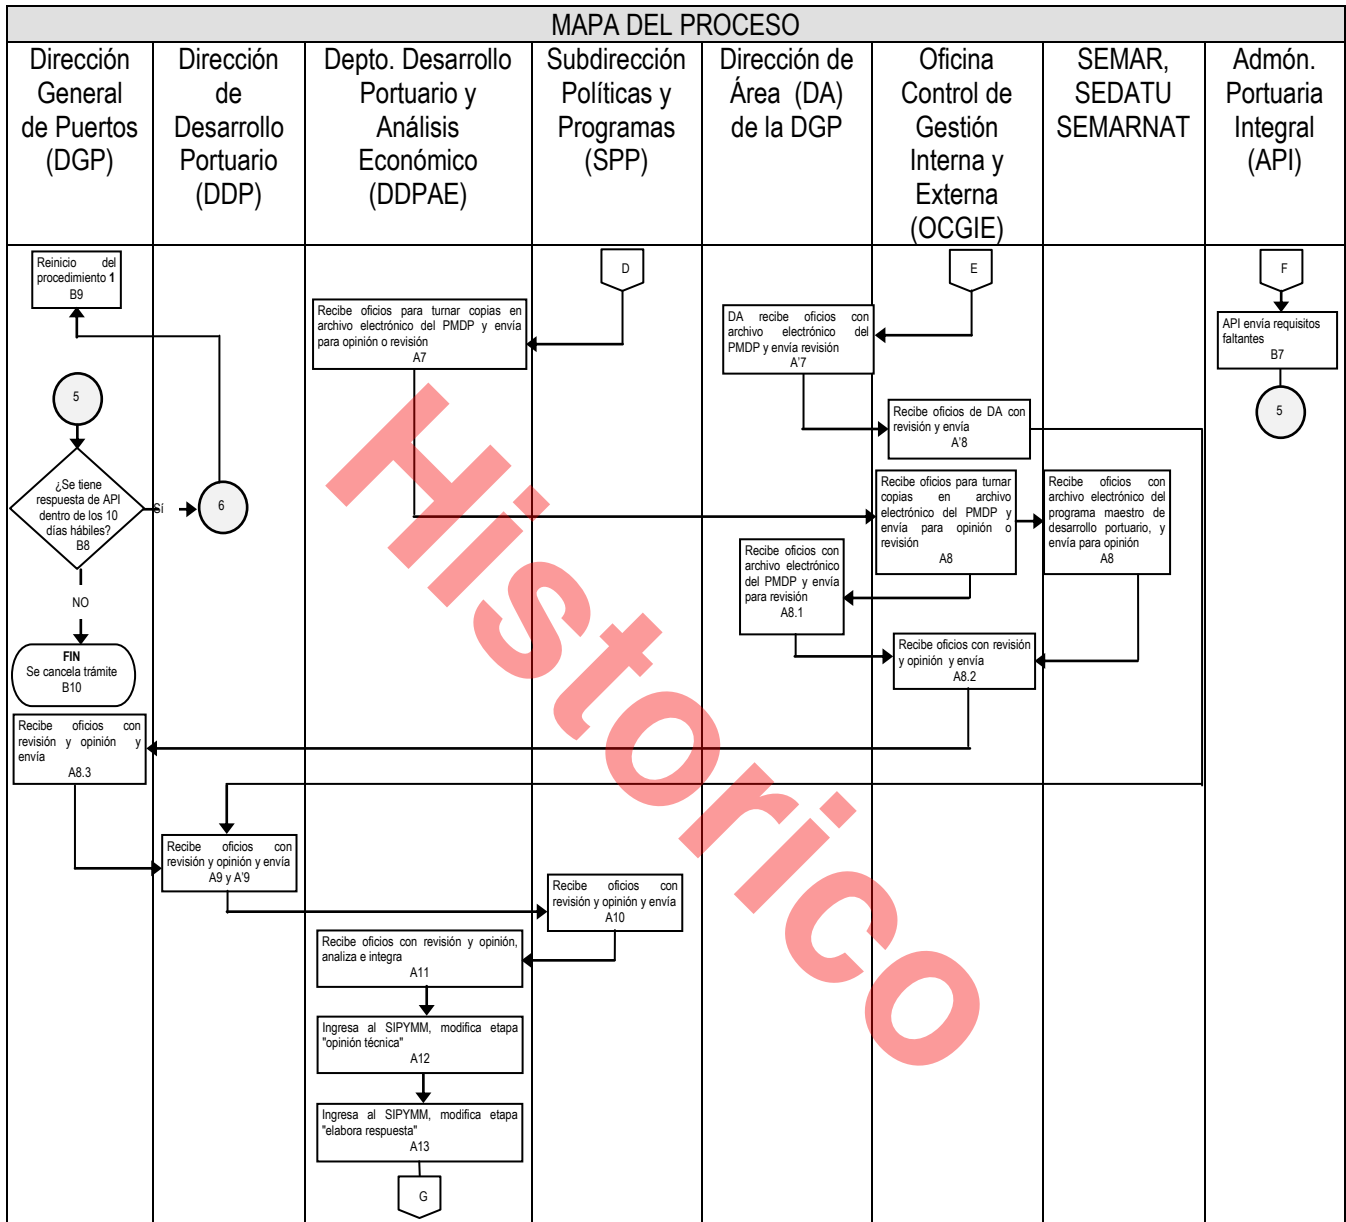 MAPA DEL PROCESO
Dirección
General
de Puertos
(DGP)
Dirección
de
Desarrollo
Portuario
(DDP)
Depto. Desarrollo
Portuario y
Análisis
Económico
(DDPAE)
Subdirección
Políticas y
Programas
(SPP)
Dirección de
Área (DA)
de la DGP
Oficina
Control de
Gestión
Interna y
Externa
(OCGIE)
SEMAR,
SEDATU
SEMARNAT
Admón.
Portuaria
Integral
(API)
Reinicio del
procedimiento 1
B9
D
E
F
Recibe oficios para turnar copias en
archivo electrónico del PMDP y envía
para opinión o revisión
A7
DA recibe oficios con
archivo electrónico del
PMDP y envía revisión
A'7
API envía requisitos
faltantes
B7
5
5
Recibe oficios de DA con
revisión y envía
A'8
¿Se tiene
respuesta de API
dentro de los 10
días hábiles?
B8
Sí
6
Recibe oficios para turnar
copias en archivo
electrónico del PMDP y
envía para opinión o
revisión
A8
Recibe oficios con
archivo electrónico del
programa maestro de
desarrollo portuario, y
envía para opinión
A8
Recibe oficios con
archivo electrónico
del PMDP y envía
para revisión
A8.1
NO
FIN
Se cancela trámite
B10
Recibe oficios con revisión
y opinión y envía
A8.2
Recibe oficios con
revisión y opinión y
envía
A8.3
Recibe oficios con
revisión y opinión y envía
A9 y A'9
Recibe oficios con
revisión y opinión y envía
A10
Recibe oficios con revisión y opinión,
analiza e integra
A11
Ingresa al SIPYMM, modifica etapa
"opinión técnica"
A12
Ingresa al SIPYMM, modifica etapa
"elabora respuesta"
A13
G
Historico